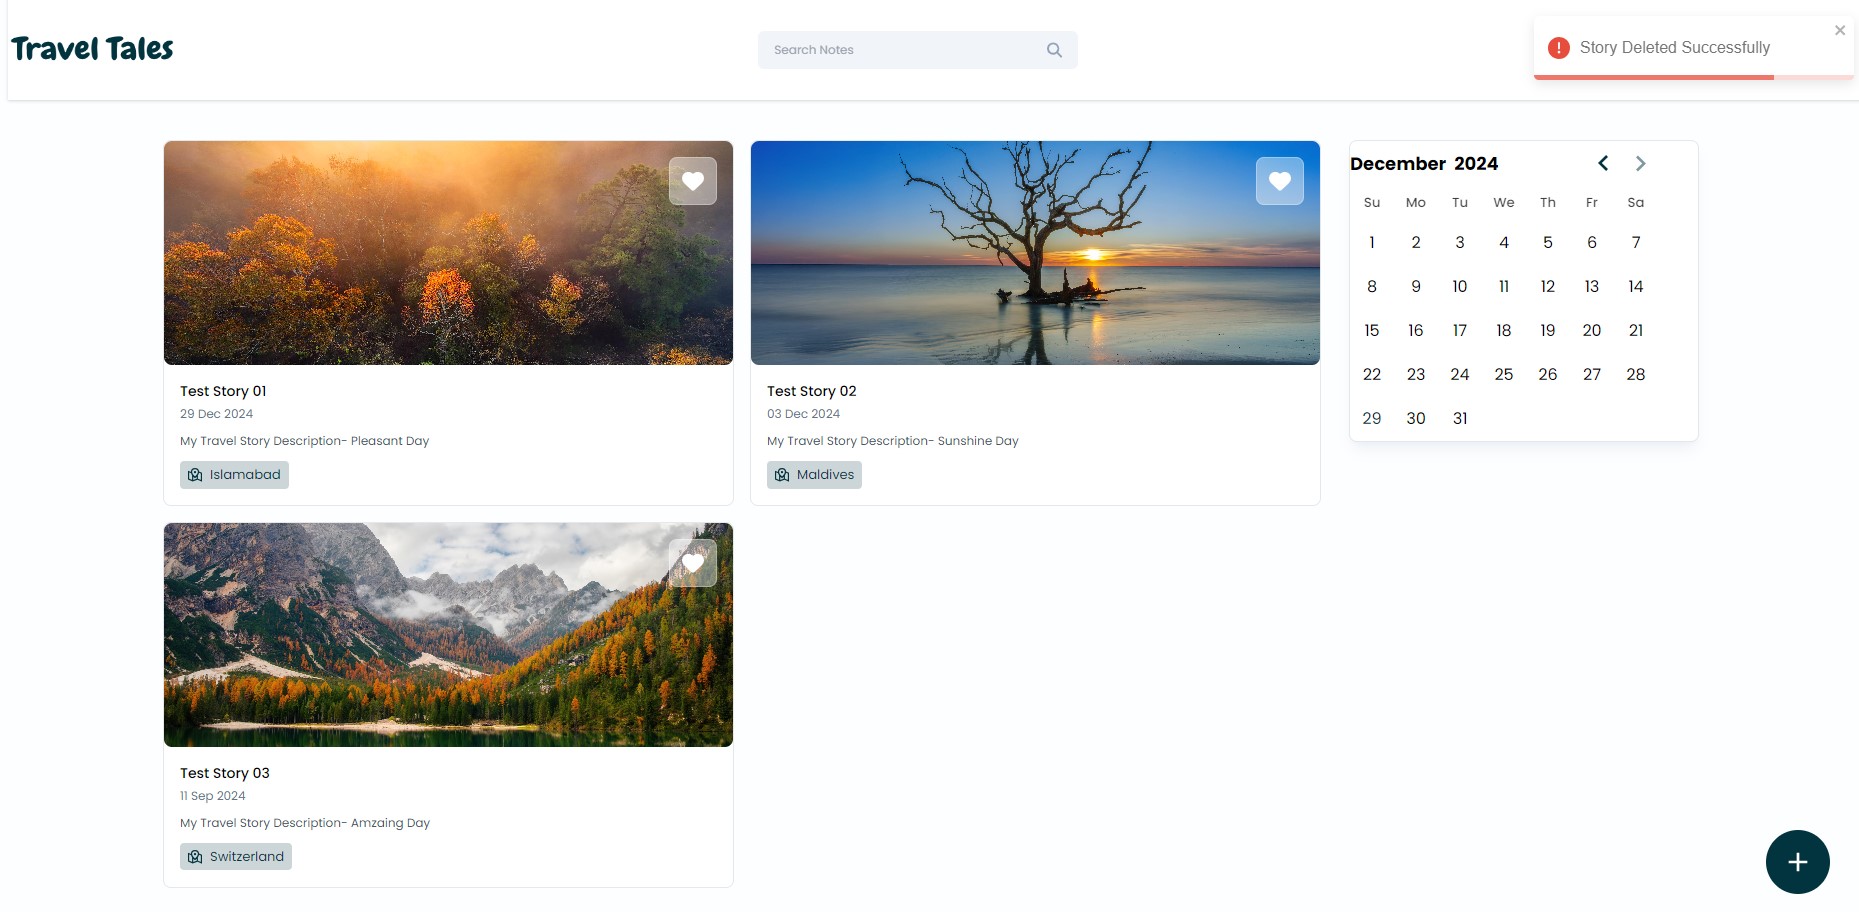 Travel Tales
Search Notes
Story Deleted Successfully
Test Story 01
29 Dec 2024
My Travel Story Description- Pleasant Day
Islamabad
Test Story 02
03 Dec 2024
My Travel Story Description- Sunshine Day
Maldives
Test Story 03
11 Sep 2024
My Travel Story Description- Amzaing Day
Switzerland
December 2024
Su Mo Tu We Th Fr Sa
1 2 3 4 5 6 7
8 9 10 11 12 13 14
15 16 17 18 19 20 21
22 23 24 25 26 27 28
29 30 31